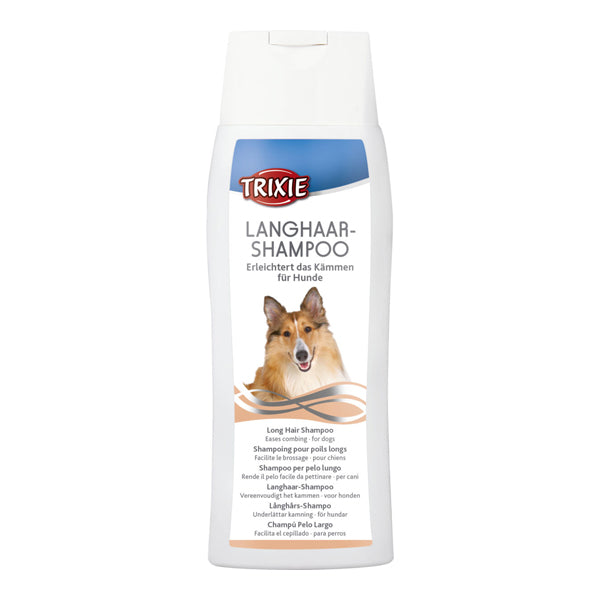 TRIXIE
LANGHAAR-
SHAMPOO
Erleichtert das Kämmen
für Hunde
Long Hair Shampoo
Eases combing · for dogs
Shampoing pour poils longs
Facilite le brossage · pour chiens
Shampoo per pelo lungo
Rende il pelo facile da pettinare · per cani
Langhaar-Shampoo
Vereenvoudigt het kammen · voor honden
Långhårs-Shampo
Underlättar kamning · för hundar
Champú Pelo Largo
Facilita el cepillado · para perros